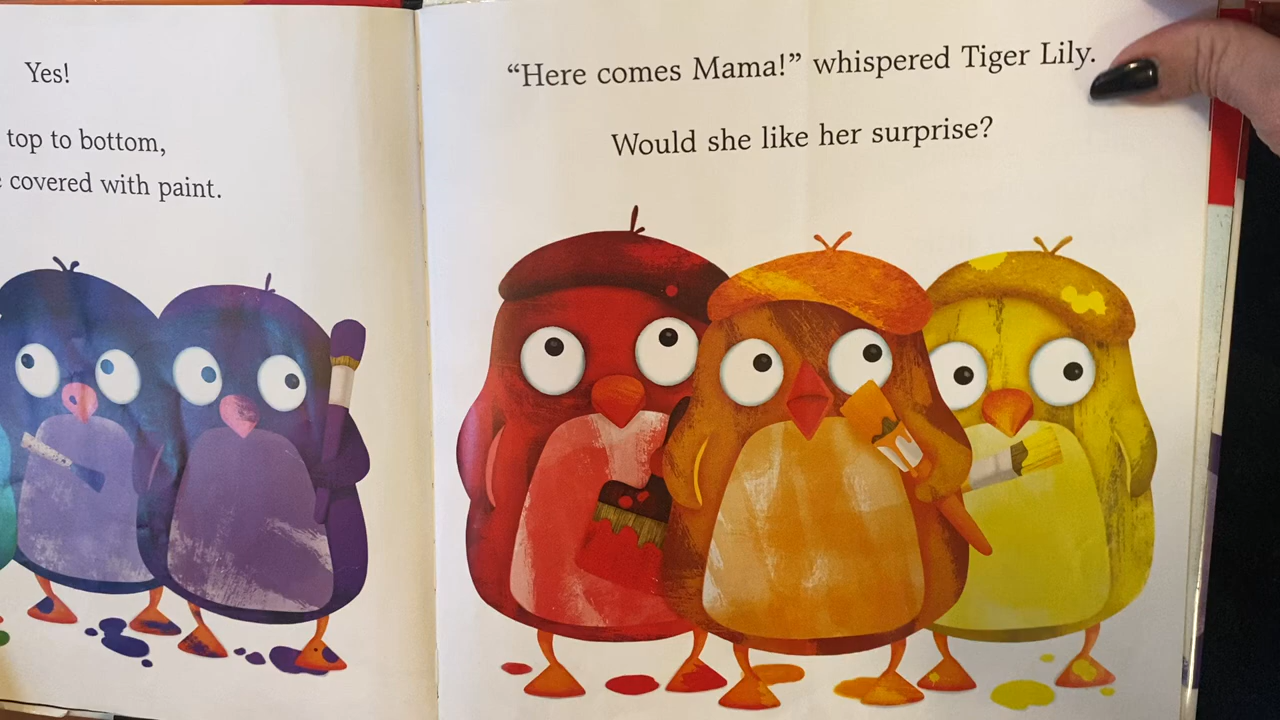 Yes!
top to bottom,
covered with paint.
“Here comes Mama!” whispered Tiger Lily.
Would she like her surprise?